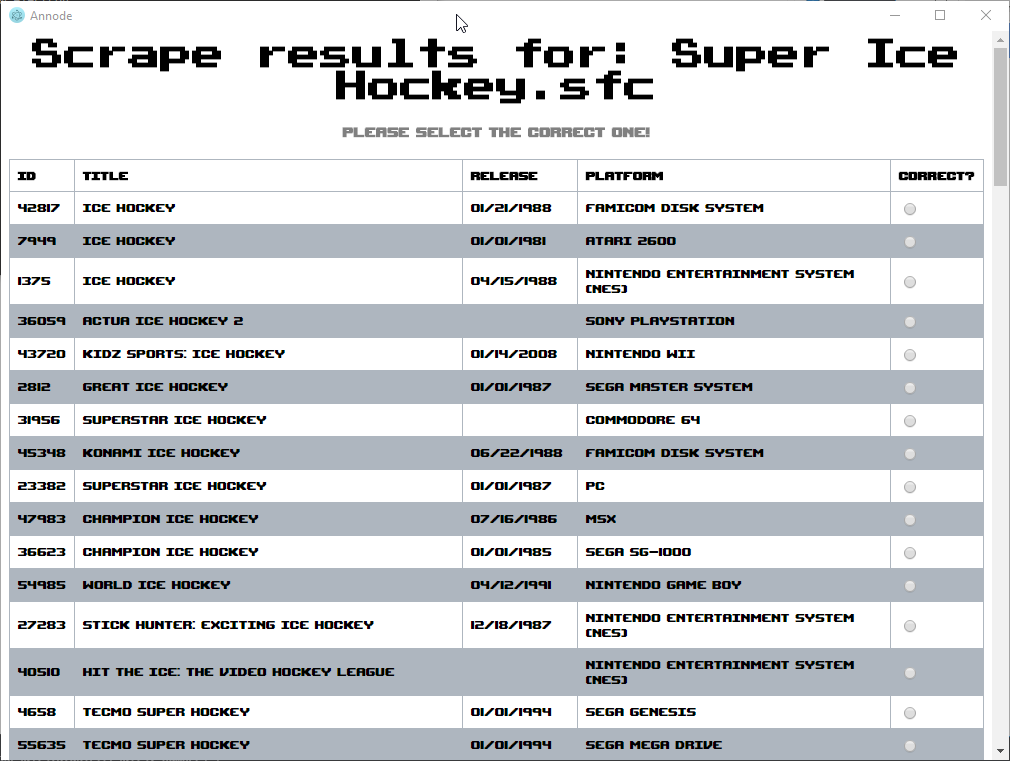 Annode
Scrape results for: Super Ice
Hockey.sfc
PLEASE SELECT THE CORRECT ONE!
ID TITLE RELEASE PLATFORM CORRECT?
42817 ICE HOCKEY 01/21/1988 FAMICOM DISK SYSTEM
7949 ICE HOCKEY 01/01/1981 ATARI 2600
1375 ICE HOCKEY 04/15/1988 NINTENDO ENTERTAINMENT SYSTEM
(NES)
36059 ACTUA ICE HOCKEY 2 SONY PLAYSTATION
43720 KIDZ SPORTS: ICE HOCKEY 01/14/2008 NINTENDO WII
2812 GREAT ICE HOCKEY 01/01/1987 SEGA MASTER SYSTEM
31956 SUPERSTAR ICE HOCKEY COMMODORE 64
45348 KONAMI ICE HOCKEY 06/22/1988 FAMICOM DISK SYSTEM
23382 SUPERSTAR ICE HOCKEY 01/01/1987 PC
47983 CHAMPION ICE HOCKEY 07/16/1986 MSX
36623 CHAMPION ICE HOCKEY 01/01/1985 SEGA SG-1000
54985 WORLD ICE HOCKEY 04/12/1991 NINTENDO GAME BOY
27283 STICK HUNTER: EXCITING ICE HOCKEY 12/18/1987 NINTENDO ENTERTAINMENT SYSTEM
(NES)
40510 HIT THE ICE: THE VIDEO HOCKEY LEAGUE NINTENDO ENTERTAINMENT SYSTEM
(NES)
4658 TECMO SUPER HOCKEY 01/01/1994 SEGA GENESIS
55635 TECMO SUPER HOCKEY 01/01/1994 SEGA MEGA DRIVE